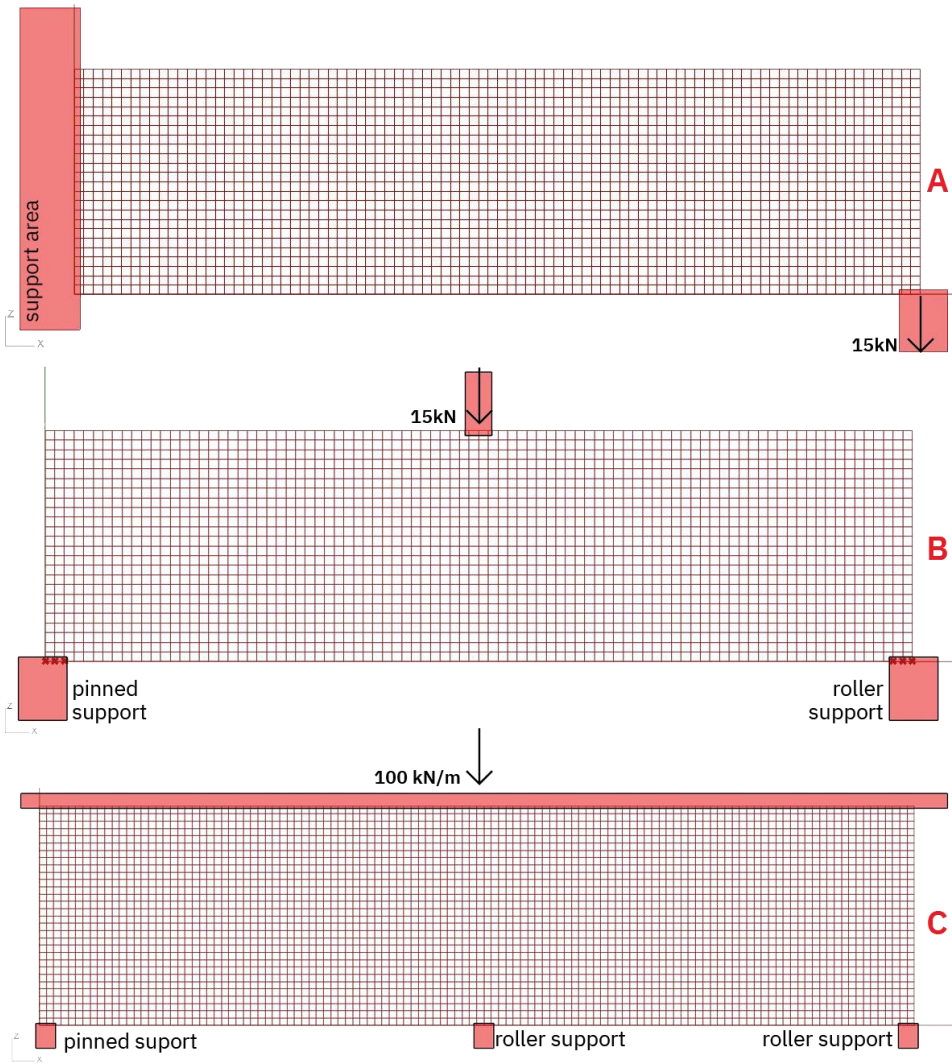 support area
A
z
x
15kN
15kN
B
pinned
support
roller
support
z
x
100 kN/m
C
pinned suport
roller support
roller support
z
x